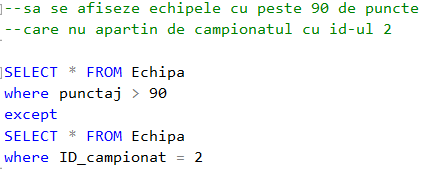 --sa se afiseze echipele cu peste 90 de puncte
--care nu apartin de campionatul cu id-ul 2
SELECT * FROM Echipa
where punctaj > 90
except
SELECT * FROM Echipa
where ID_campionat = 2